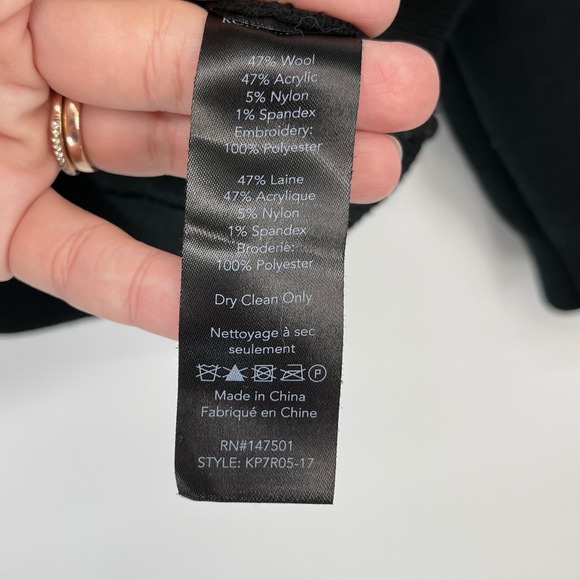 47% Wool
47% Acrylic
5% Nylon
1% Spandex
Embroidery:
100% Polyester
47% Laine
47% Acrylique
5% Nylon
1% Spandex
Broderie:
100% Polyester
Dry Clean Only
Nettoyage à sec
seulement
P
Made in China
Fabriqué en Chine
RN#147501
STYLE: KP7R05-17